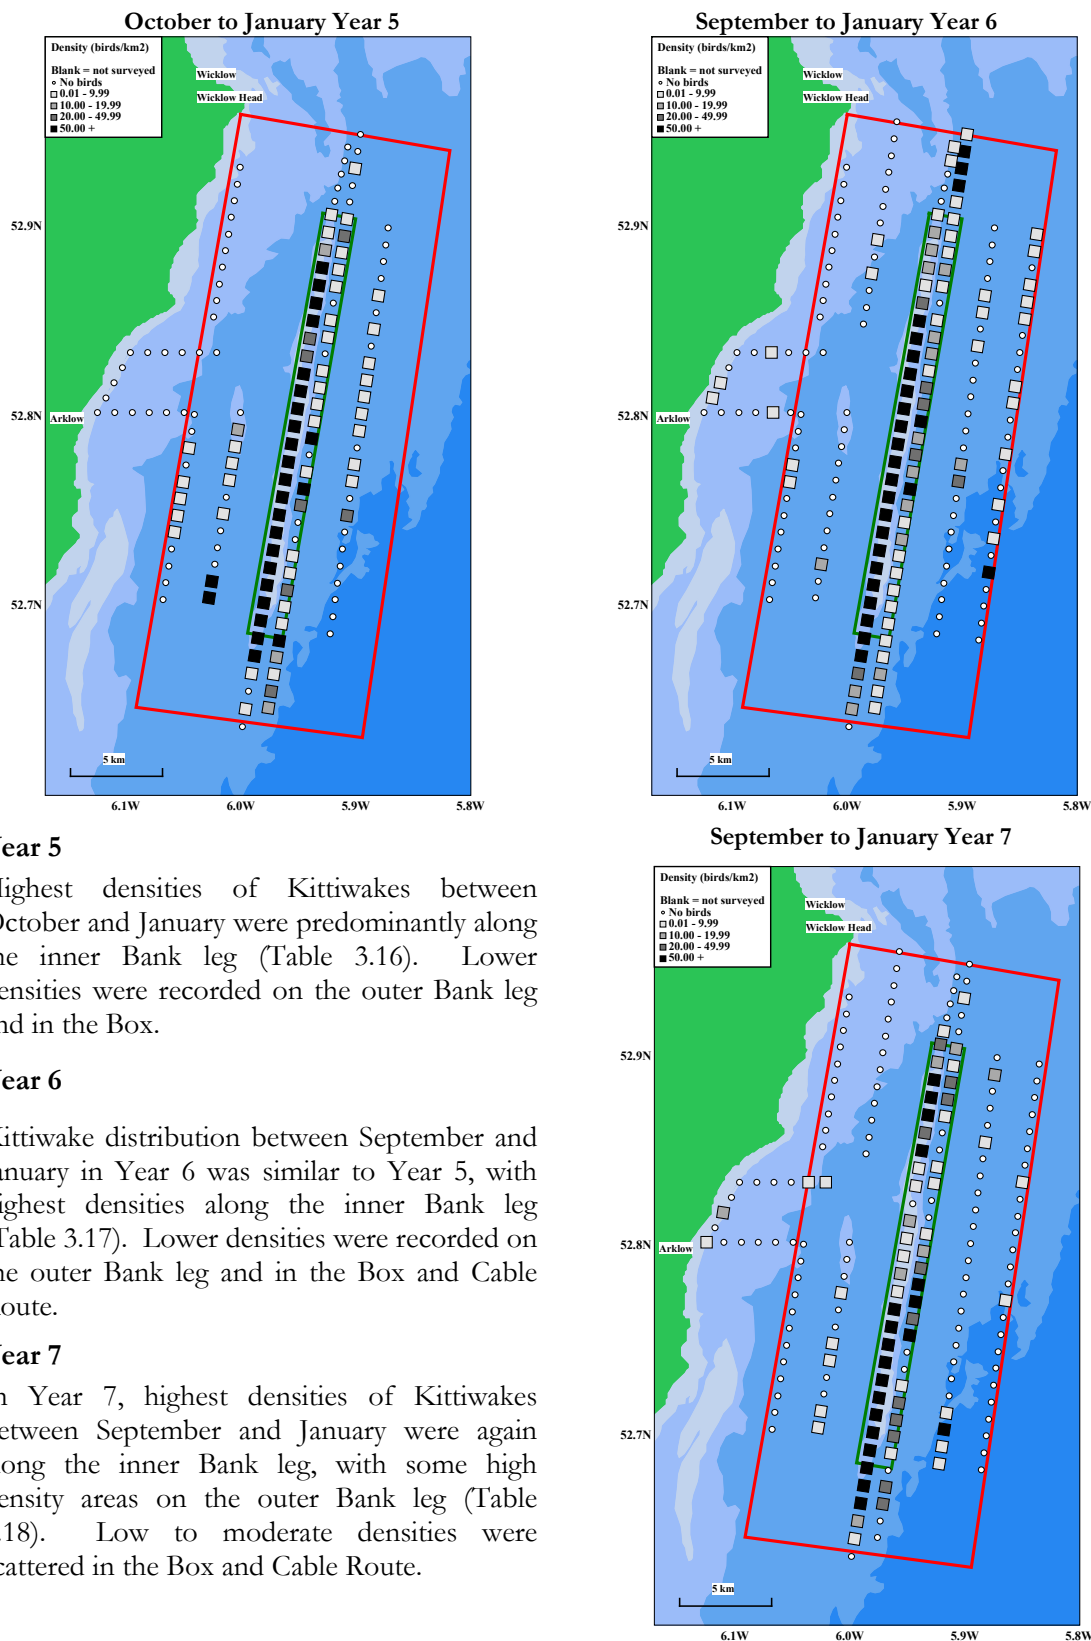 October to January Year 5
Density (birds/km2)
Blank = not surveyed
No birds
0.01 - 9.99
10.00 - 19.99
20.00 - 49.99
50.00 +
Wicklow
Wicklow Head
52.9N
52.8N
Arklow
52.7N
5 km
6.1W 6.0W 5.9W 5.8W
September to January Year 6
Density (birds/km2)
Blank = not surveyed
No birds
0.01 - 9.99
10.00 - 19.99
20.00 - 49.99
50.00 +
Wicklow
Wicklow Head
52.9N
52.8N
Arklow
52.7N
5 km
6.1W 6.0W 5.9W 5.8W
ear 5
ighest densities of Kittiwakes between
ctober and January were predominantly along
he inner Bank leg (Table 3.16). Lower
ensities were recorded on the outer Bank leg
nd in the Box.
ear 6
ittiwake distribution between September and
anuary in Year 6 was similar to Year 5, with
ighest densities along the inner Bank leg
Table 3.17). Lower densities were recorded on
he outer Bank leg and in the Box and Cable
oute.
ear 7
n Year 7, highest densities of Kittiwakes
etween September and January were again
long the inner Bank leg, with some high
ensity areas on the outer Bank leg (Table
.18). Low to moderate densities were
cattered in the Box and Cable Route.
September to January Year 7
Density (birds/km2)
Blank = not surveyed
No birds
0.01 - 9.99
10.00 - 19.99
20.00 - 49.99
50.00 +
Wicklow
Wicklow Head
52.9N
52.8N
Arklow
52.7N
5 km
6.1W 6.0W 5.9W 5.8W